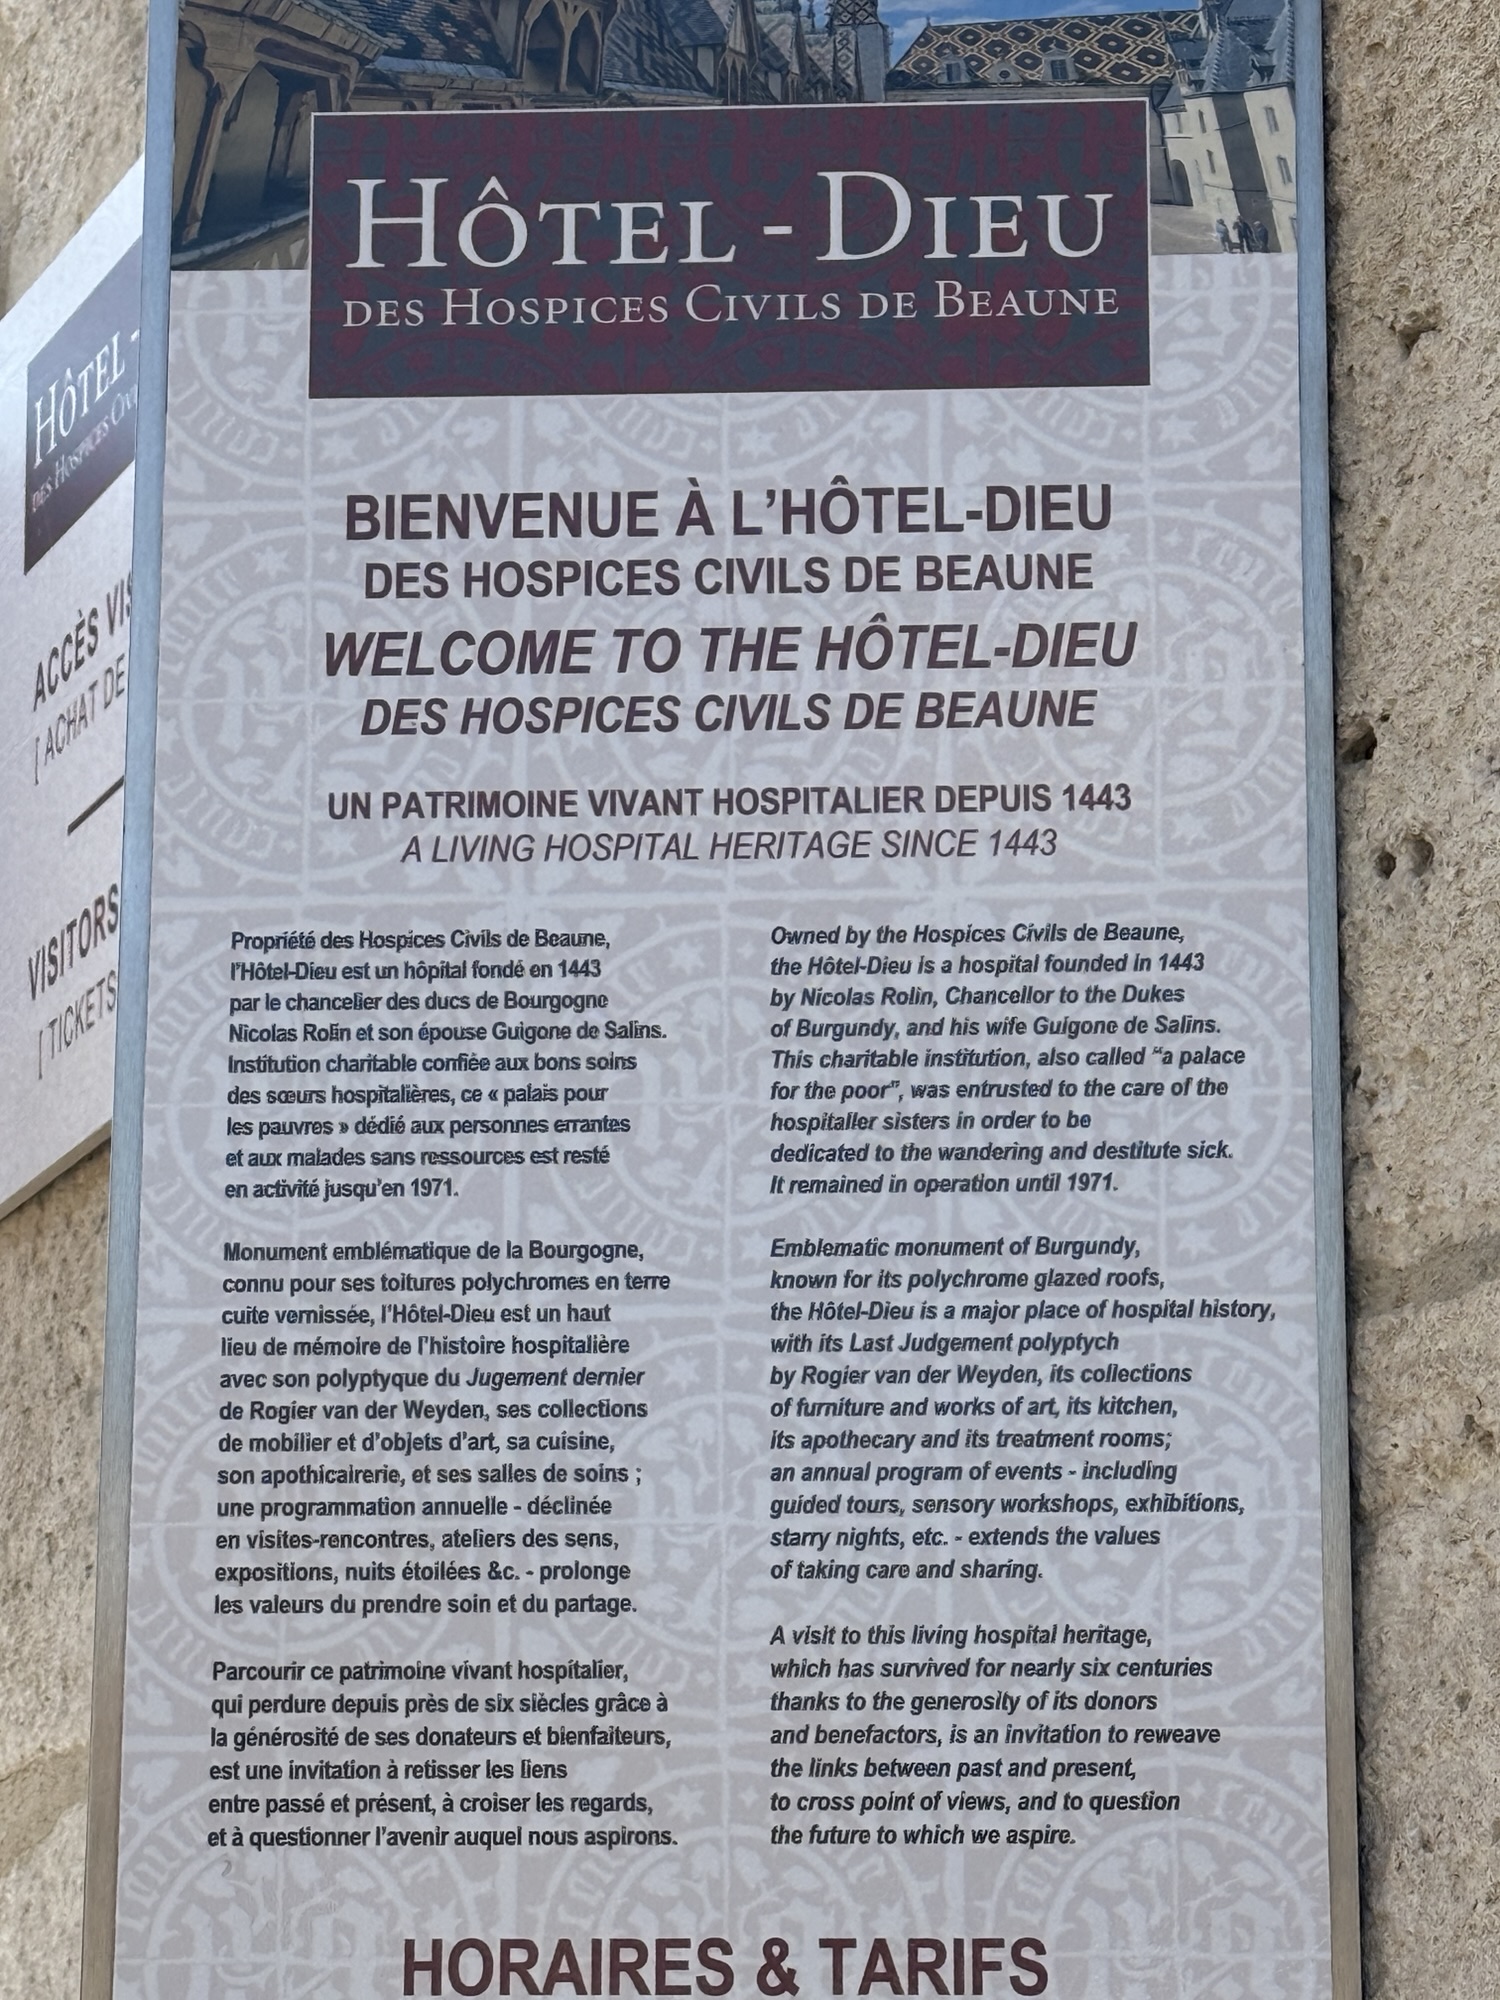 HÔTEL - DIEU
DES HOSPICES CIVILS DE BEAUNE
BIENVENUE À L'HÔTEL-DIEU
DES HOSPICES CIVILS DE BEAUNE
WELCOME TO THE HÔTEL-DIEU
DES HOSPICES CIVILS DE BEAUNE
UN PATRIMOINE VIVANT HOSPITALIER DEPUIS 1443
A LIVING HOSPITAL HERITAGE SINCE 1443
Propriété des Hospices Civils de Beaune,
l'Hôtel-Dieu est un hôpital fondé en 1443
par le chancelier des ducs de Bourgogne
Nicolas Rolin et son épouse Guigone de Salins.
Institution charitable confiée aux bons soins
des sœurs hospitalières, ce « palais pour
les pauvres » dédié aux personnes errantes
et aux malades sans ressources est resté
en activité jusqu'en 1971.
Monument emblématique de la Bourgogne,
connu pour ses toitures polychromes en terre
cuite vernissée, l'Hôtel-Dieu est un haut
lieu de mémoire de l'histoire hospitalière
avec son polyptyque du Jugement dernier
de Rogier van der Weyden, ses collections
de mobilier et d'objets d'art, sa cuisine,
son apothicairerie, et ses salles de soins ;
une programmation annuelle - déclinée
en visites-rencontres, ateliers des sens,
expositions, nuits étoilées &c. - prolonge
les valeurs du prendre soin et du partage.
Parcourir ce patrimoine vivant hospitalier,
qui perdure depuis près de six siècles grâce à
la générosité de ses donateurs et bienfaiteurs,
est une invitation à retisser les liens
entre passé et présent, à croiser les regards,
et à questionner l'avenir auquel nous aspirons.
Owned by the Hospices Civils de Beaune,
the Hôtel-Dieu is a hospital founded in 1443
by Nicolas Rolin, Chancellor to the Dukes
of Burgundy, and his wife Guigone de Salins.
This charitable institution, also called "a palace
for the poor", was entrusted to the care of the
hospitaller sisters in order to be
dedicated to the wandering and destitute sick.
It remained in operation until 1971.
Emblematic monument of Burgundy,
known for its polychrome glazed roofs,
the Hôtel-Dieu is a major place of hospital history,
with its Last Judgement polyptych
by Rogier van der Weyden, its collections
of furniture and works of art, its kitchen,
its apothecary and its treatment rooms;
an annual program of events - including
guided tours, sensory workshops, exhibitions,
starry nights, etc. - extends the values
of taking care and sharing.
A visit to this living hospital heritage,
which has survived for nearly six centuries
thanks to the generosity of its donors
and benefactors, is an invitation to reweave
the links between past and present,
to cross point of views, and to question
the future to which we aspire.
HORAIRES & TARIFS
HÔTEL -
DES HOSPICES
ACCÈS
[ ACHAT DE
VISITORS
[ TICKETS